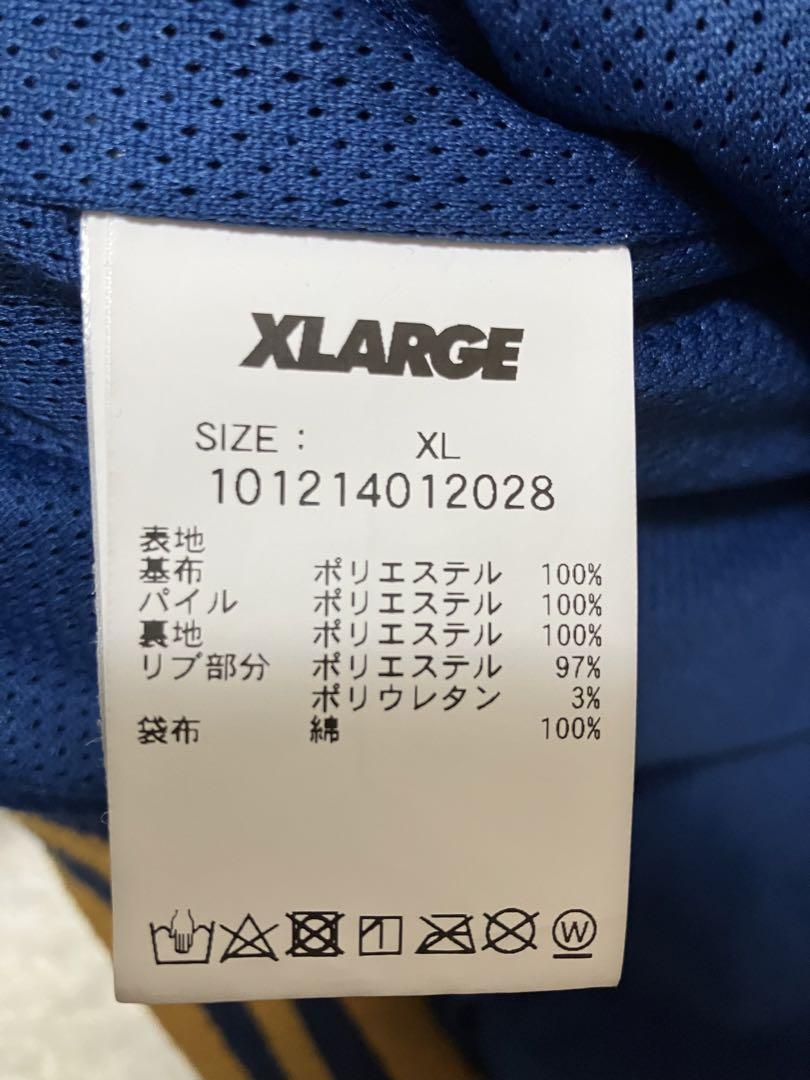 XLARGE
SIZE: XL
101214012028
表地
基布 ポリエステル 100%
パイル ポリエステル 100%
裏地 ポリエステル 100%
リブ部分 ポリエステル 97%
ポリウレタン 3%
袋布 綿 100%
W